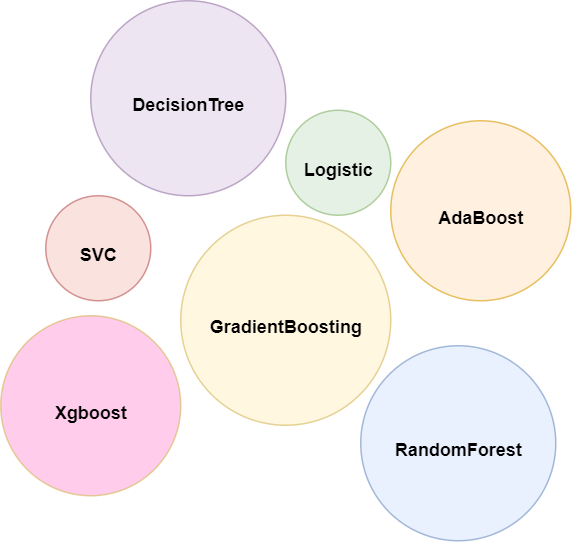 DecisionTree
Logistic
AdaBoost
SVC
GradientBoosting
Xgboost
RandomForest